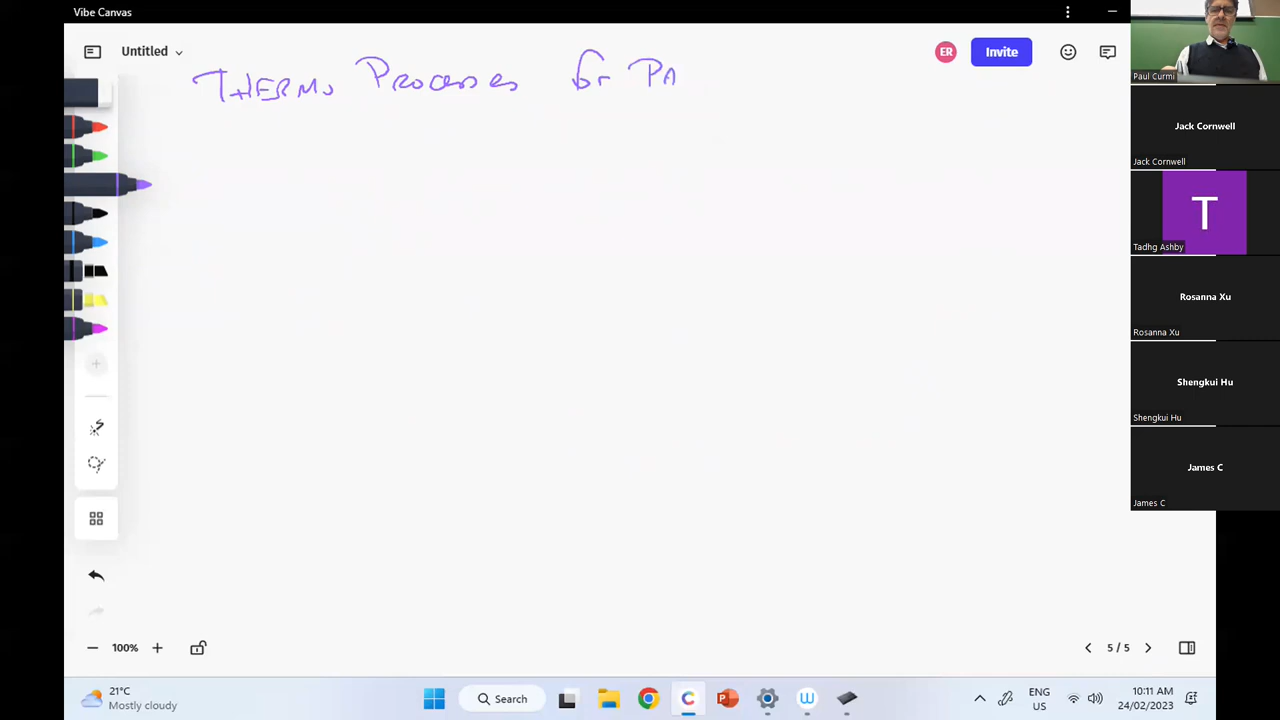 Vibe Canvas
Untitled
ER
Invite
THERMO PROCESSES for PA
Paul Curmi
Jack Cornwell
Jack Cornwell
T
Tadhg Ashby
Rosanna Xu
Rosanna Xu
Shengkui Hu
Shengkui Hu
James C
James C
100%
5 / 5
21°C
Mostly cloudy
Search
ENG
US
10:11 AM
24/02/2023